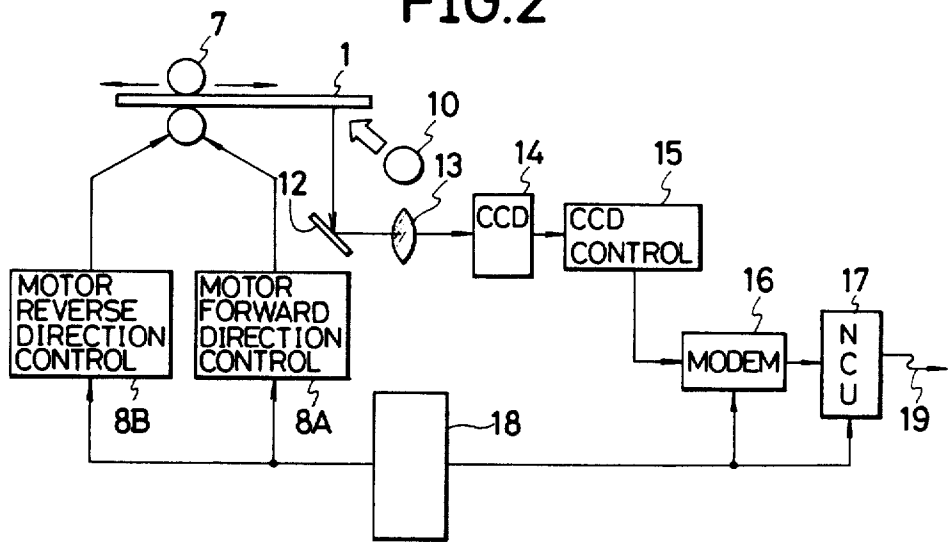 FIG.2
7
1
10
12
13
14
15
CCD
CCD
CONTROL
MOTOR
REVERSE
DIRECTION
CONTROL
MOTOR
FORWARD
DIRECTION
CONTROL
16
17
MODEM
NCU
8B
8A
18
19